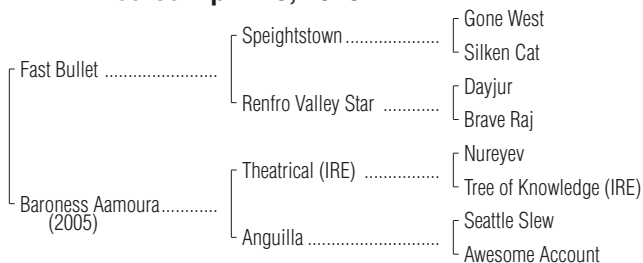 Gone West
Speightstown
Silken Cat
Fast Bullet
Dayjur
Renfro Valley Star
Brave Raj
Nureyev
Theatrical (IRE)
Tree of Knowledge (IRE)
Baroness Aamoura
(2005)
Seattle Slew
Anguilla
Awesome Account